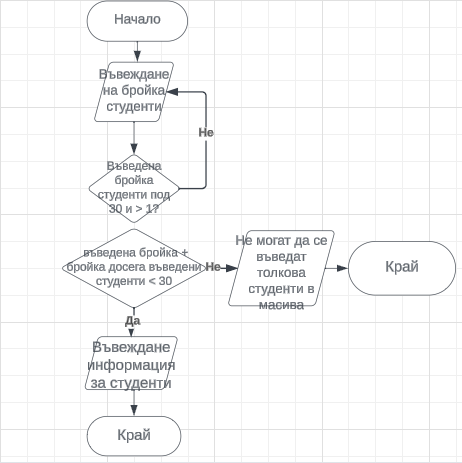 Начало
Въвеждане
на бройка
студенти
Не
Въведена
бройка
студенти под
30 и > 1?
въведена бройка +
бройка досега въведени
студенти < 30
Не
Не могат да се
въведат
толкова
студенти в
масива
Край
Да
Въвеждане
информация
за студенти
Край